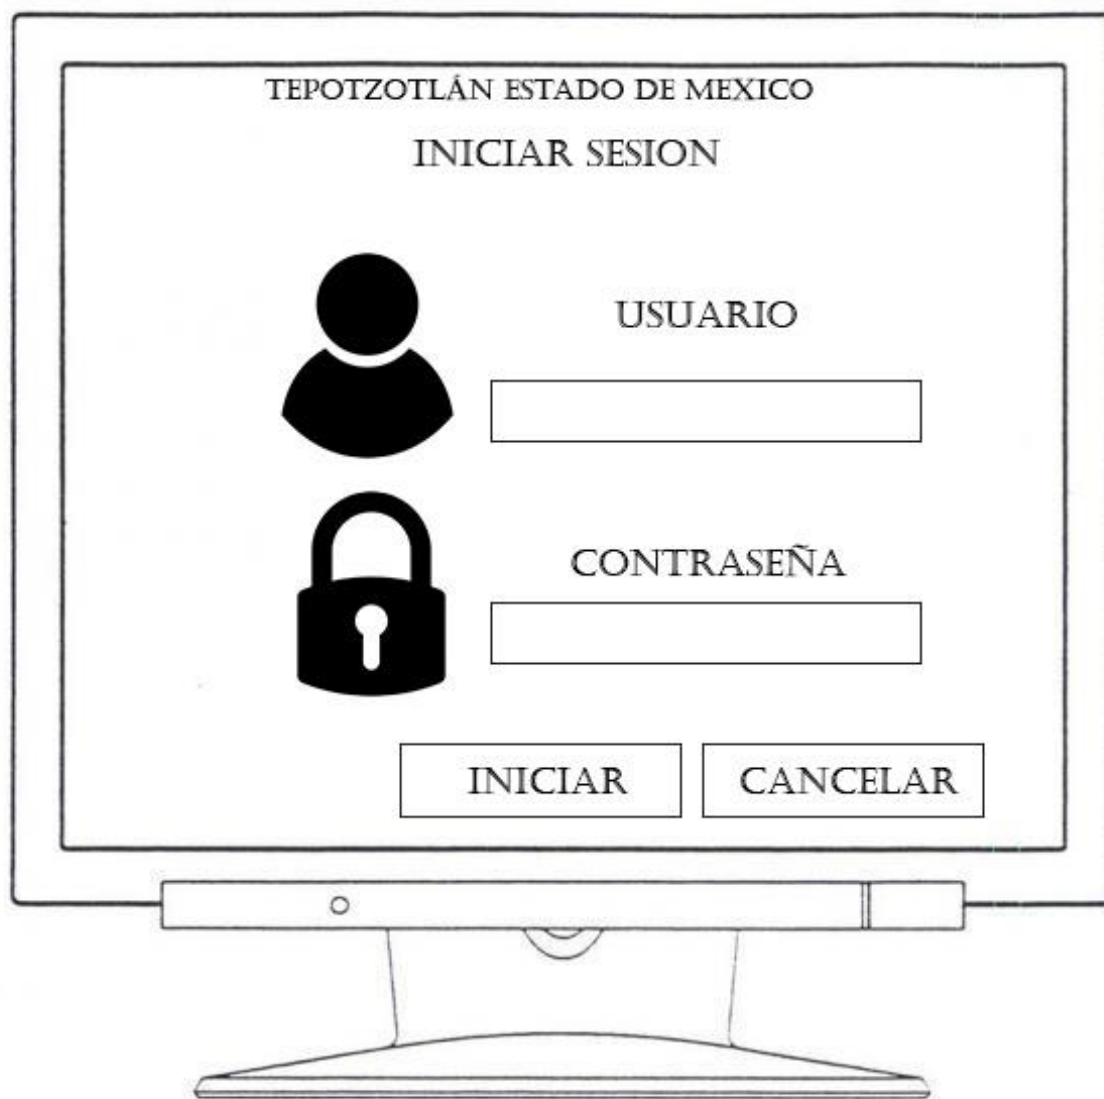 TEPOTZOTLÁN ESTADO DE MEXICO
INICIAR SESION
USUARIO
CONTRASEÑA
INICIAR
CANCELAR